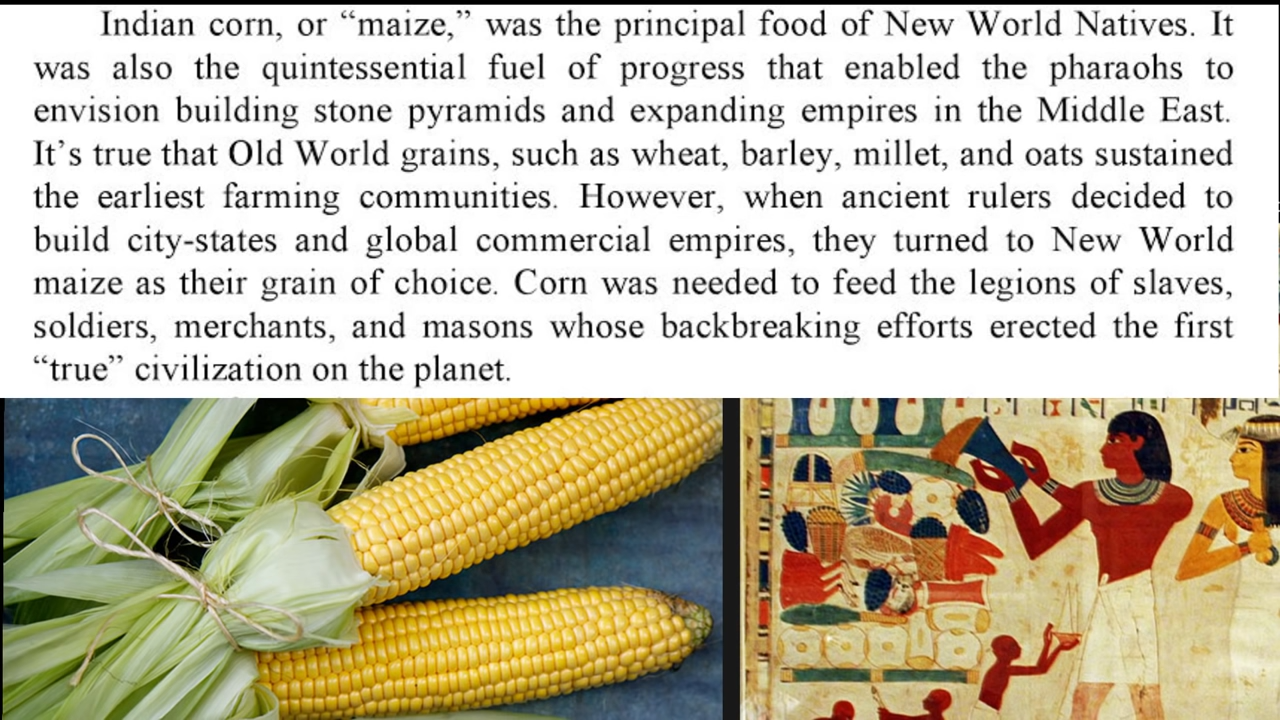 Indian corn, or “maize,” was the principal food of New World Natives. It
was also the quintessential fuel of progress that enabled the pharaohs to
envision building stone pyramids and expanding empires in the Middle East.
It’s true that Old World grains, such as wheat, barley, millet, and oats sustained
the earliest farming communities. However, when ancient rulers decided to
build city-states and global commercial empires, they turned to New World
maize as their grain of choice. Corn was needed to feed the legions of slaves,
soldiers, merchants, and masons whose backbreaking efforts erected the first
“true” civilization on the planet.